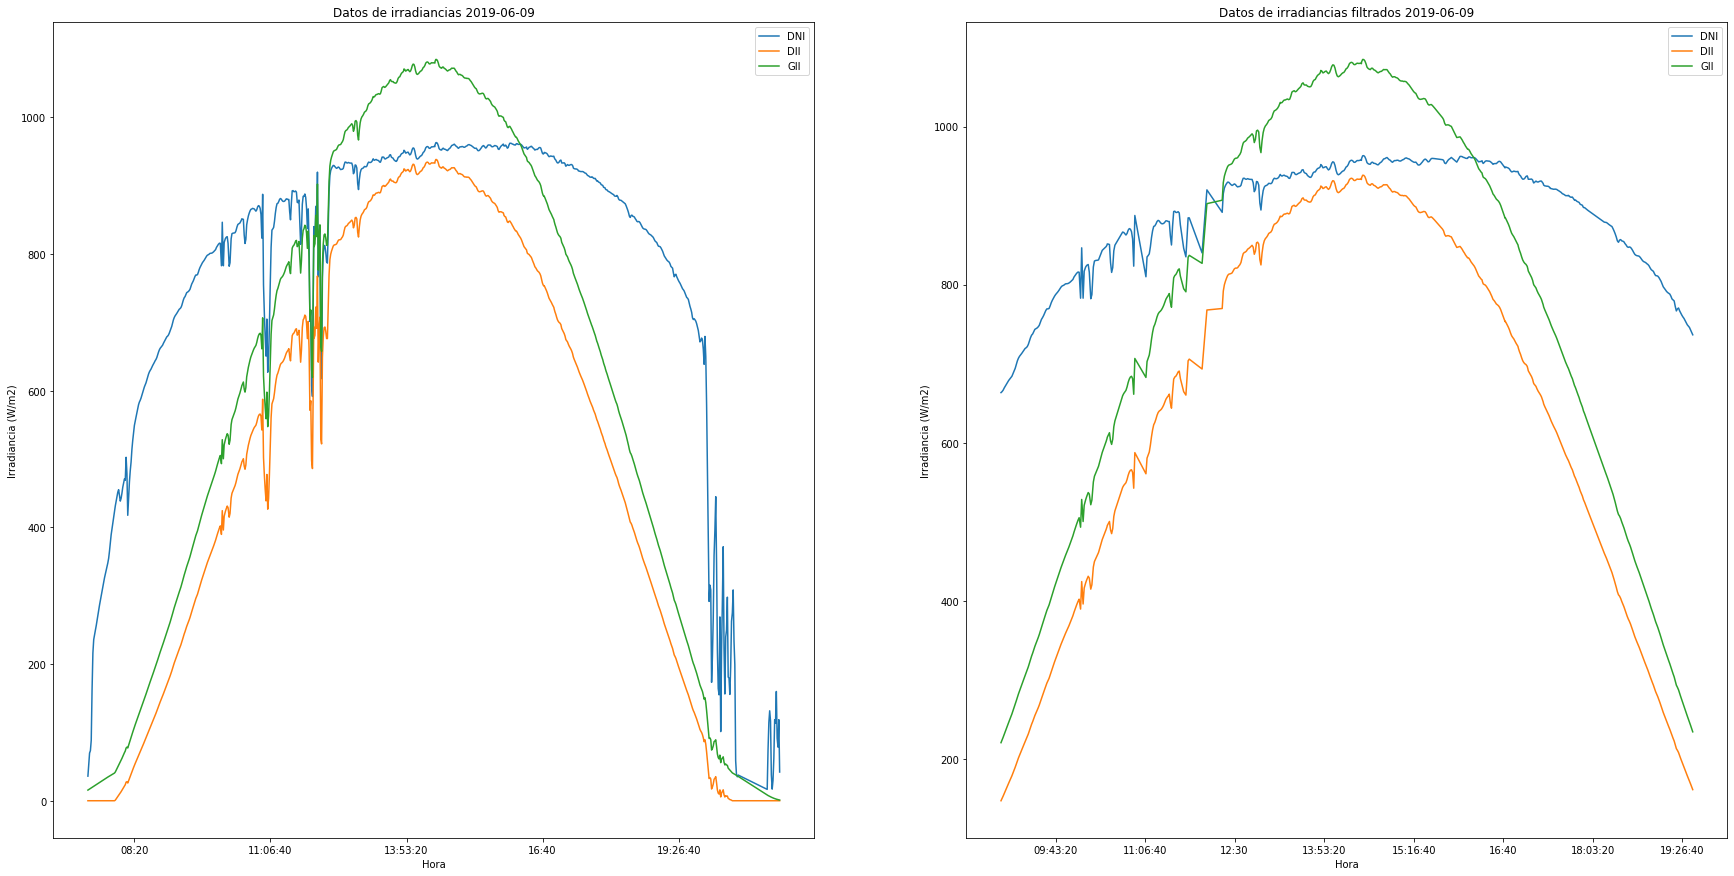 Datos de irradiancias 2019-06-09
DNI
DII
GII
1000
800
600
400
200
0
Irradiancia (W/m2)
08:20
11:06:40
13:53:20
16:40
19:26:40
Hora
Datos de irradiancias filtrados 2019-06-09
DNI
DII
GII
1000
800
600
400
200
Irradiancia (W/m2)
09:43:20
11:06:40
12:30
13:53:20
15:16:40
16:40
18:03:20
19:26:40
Hora